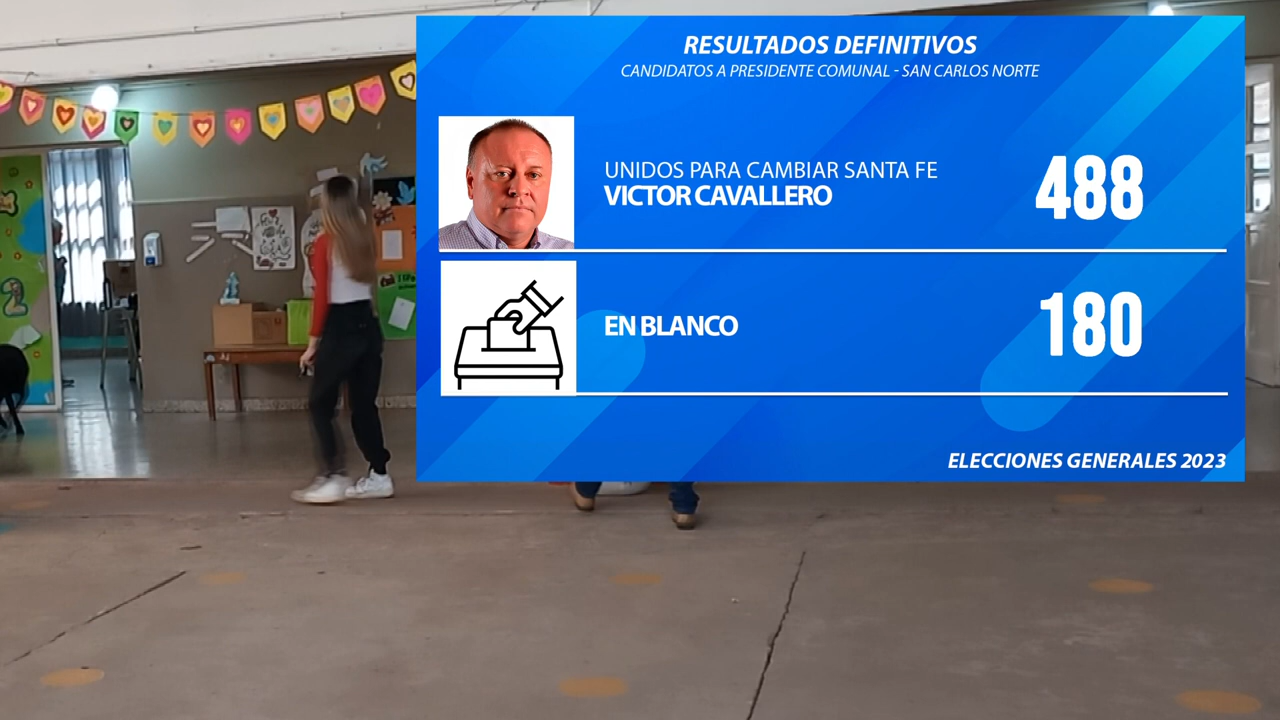 RESULTADOS DEFINITIVOS
CANDIDATOS A PRESIDENTE COMUNAL - SAN CARLOS NORTE
UNIDOS PARA CAMBIAR SANTA FE
VICTOR CAVALLERO
488
EN BLANCO
180
ELECCIONES GENERALES 2023
2